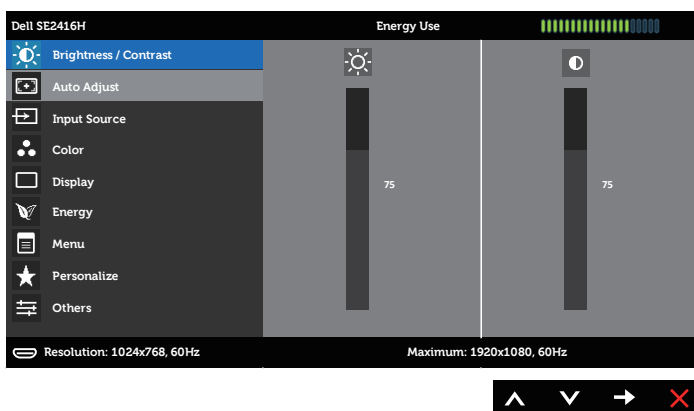 Dell SE2416H Energy Use
Brightness / Contrast
Auto Adjust
Input Source
Color
Display 75 75
Energy
Menu
Personalize
Others
Resolution: 1024x768, 60Hz Maximum: 1920x1080, 60Hz